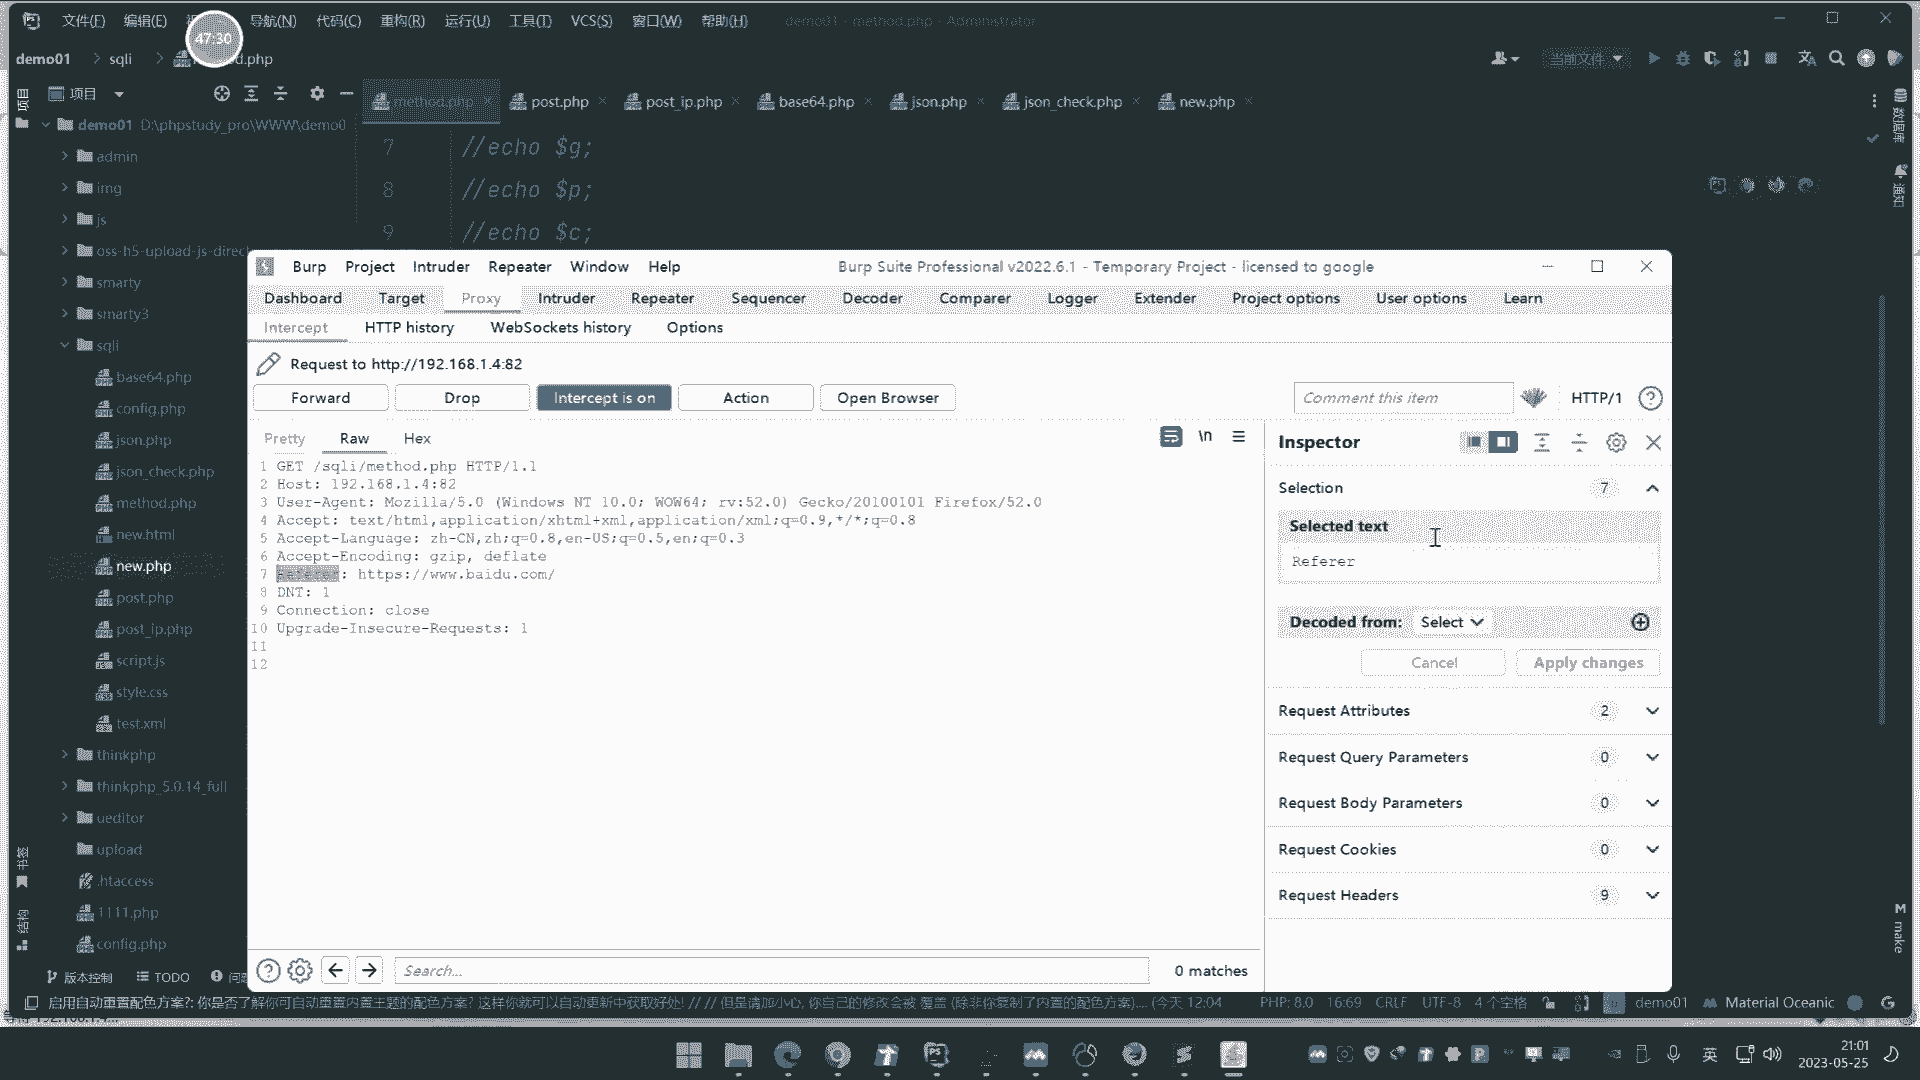 文件(F) 编辑(E) 导航(N) 代码(C) 重构(R) 运行(U) 工具(T) VCS(S) 窗口(W) 帮助(H) demo01 - method.php - Administrator
47:30
demo01 sqli d.php 当前文件
项目 项目 method.php post.php post_ip.php base64.php json.php json_check.php new.php
demo01 D:\phpstudy_pro\WWW\demo0
数据库
通知
admin
img
js
oss-h5-upload-js-direct
smarty
smarty3
sqli
base64.php
config.php
json.php
json_check.php
method.php
new.html
new.php
post.php
post_ip.php
script.js
style.css
test.xml
thinkphp
thinkphp_5.0.14_full
ueditor
upload
.htaccess
1111.php
config.php
书签
结构
M make
7 //echo $g;
8 //echo $p;
9 //echo $c;
Burp Project Intruder Repeater Window Help Burp Suite Professional v2022.6.1 - Temporary Project - licensed to google
Dashboard Target Proxy Intruder Repeater Sequencer Decoder Comparer Logger Extender Project options User options Learn
Intercept HTTP history WebSockets history Options
Request to http://192.168.1.4:82
Forward Drop Intercept is on Action Open Browser Comment this item HTTP/1 ?
Pretty Raw Hex \n
1 GET /sqli/method.php HTTP/1.1
2 Host: 192.168.1.4:82
3 User-Agent: Mozilla/5.0 (Windows NT 10.0; WOW64; rv:52.0) Gecko/20100101 Firefox/52.0
4 Accept: text/html,application/xhtml+xml,application/xml;q=0.9,*/*;q=0.8
5 Accept-Language: zh-CN,zh;q=0.8,en-US;q=0.5,en;q=0.3
6 Accept-Encoding: gzip, deflate
7 Referer: https://www.baidu.com/
8 DNT: 1
9 Connection: close
10 Upgrade-Insecure-Requests: 1
11
12
Inspector
Selection 7
Selected text
Referer
Decoded from: Select
Cancel Apply changes
Request Attributes 2
Request Query Parameters 0
Request Body Parameters 0
Request Cookies 0
Request Headers 9
? Search... 0 matches
版本控制 TODO 问
启用自动重置配色方案?: 你是否了解你可自动重置内置主题的配色方案? 这样你就可以自动更新中获取好处! // // 但是请加小心, 你自己的修改会被 覆盖 (除非你复制了内置的配色方案).... (今天 12:04 PHP: 8.0 16:69 CRLF UTF-8 4 个空格 demo01 Material Oceanic
英 21:01
2023-05-25